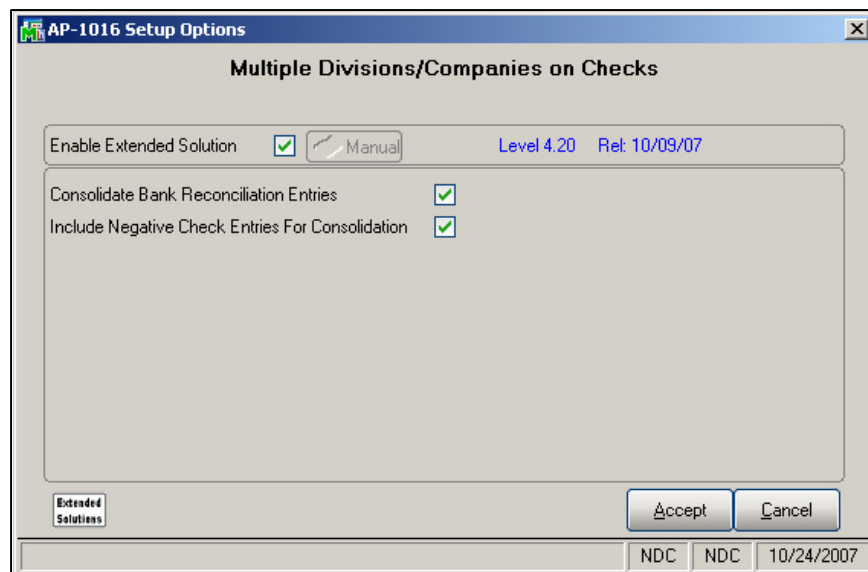 AP-1016 Setup Options
Multiple Divisions/Companies on Checks
Enable Extended Solution Manual Level 4.20 Rel: 10/09/07
Consolidate Bank Reconciliation Entries
Include Negative Check Entries For Consolidation
Extended
Solutions
Accept Cancel
NDC NDC 10/24/2007